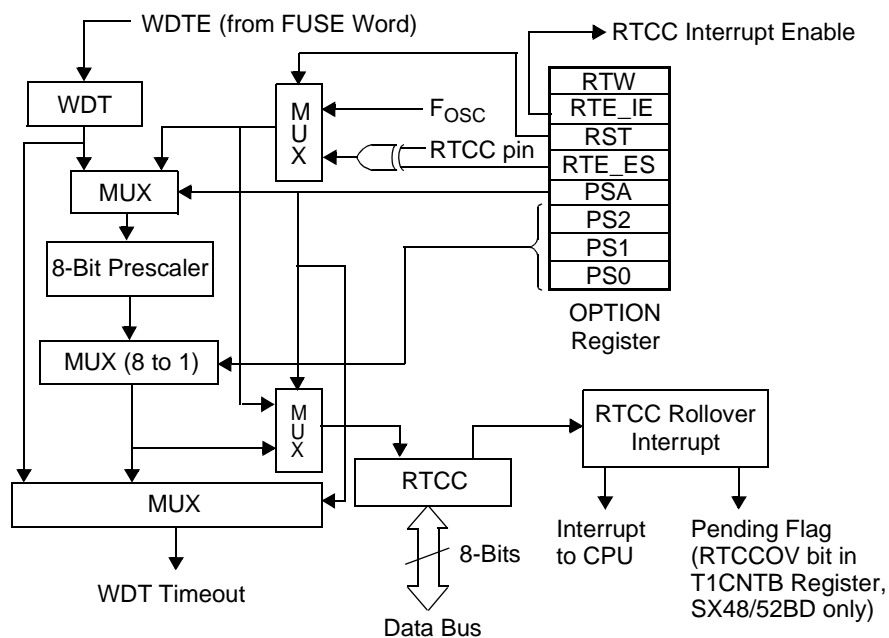 WDTE (from FUSE Word)
RTCC Interrupt Enable
WDT
MUX
FOSC
RTCC pin
RTW
RTE_IE
RST
RTE_ES
PSA
PS2
PS1
PS0
OPTION
Register
MUX
8-Bit Prescaler
MUX (8 to 1)
MUX
RTCC Rollover
Interrupt
RTCC
MUX
8-Bits
Interrupt
to CPU
Pending Flag
(RTCCOV bit in
T1CNTB Register,
SX48/52BD only)
WDT Timeout
Data Bus